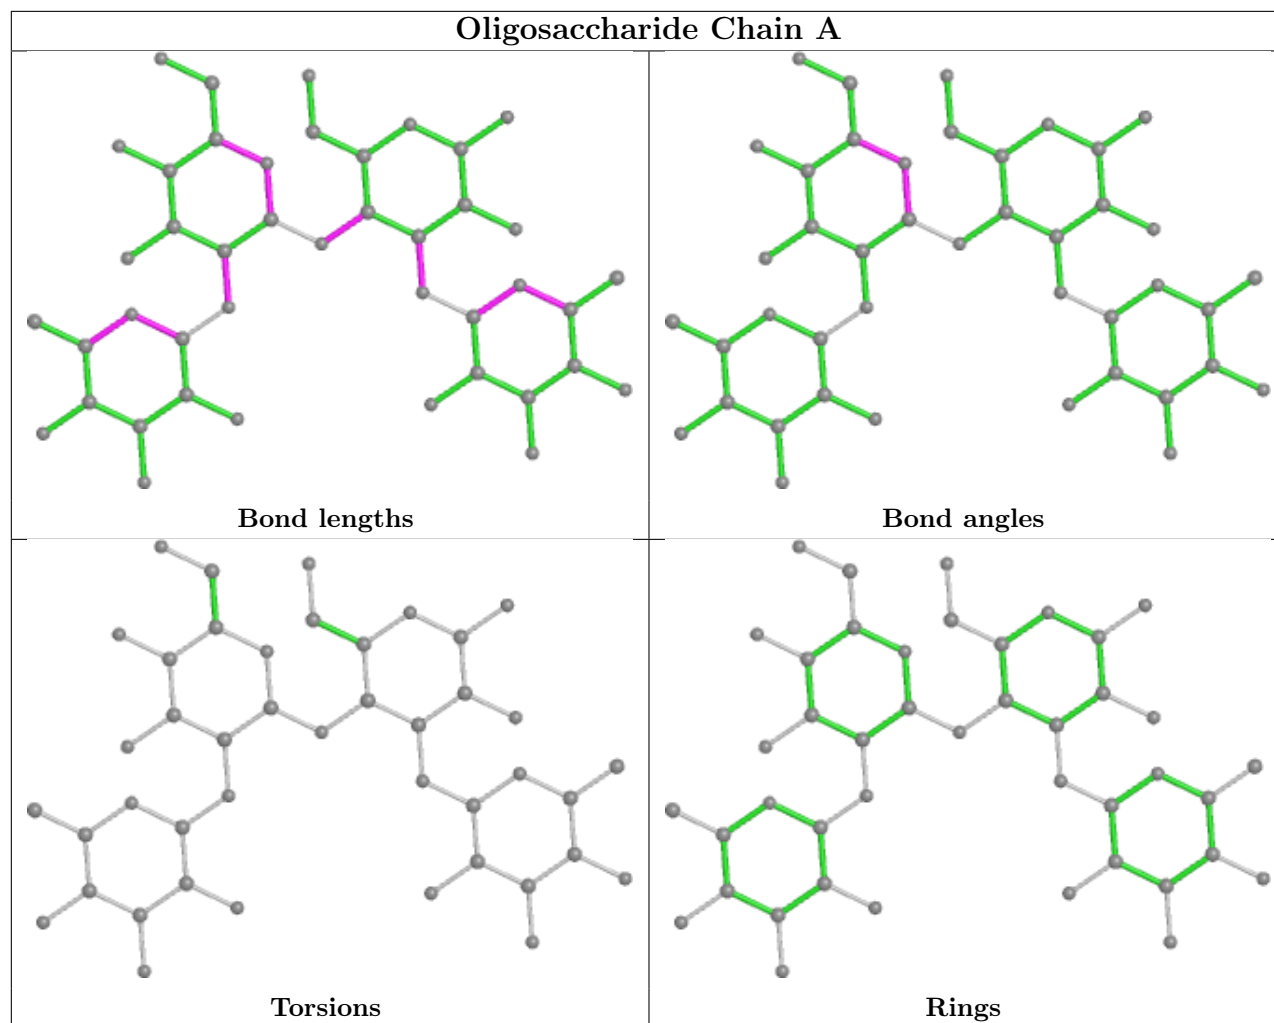 Oligosaccharide Chain A
Bond lengths
Bond angles
Torsions
Rings